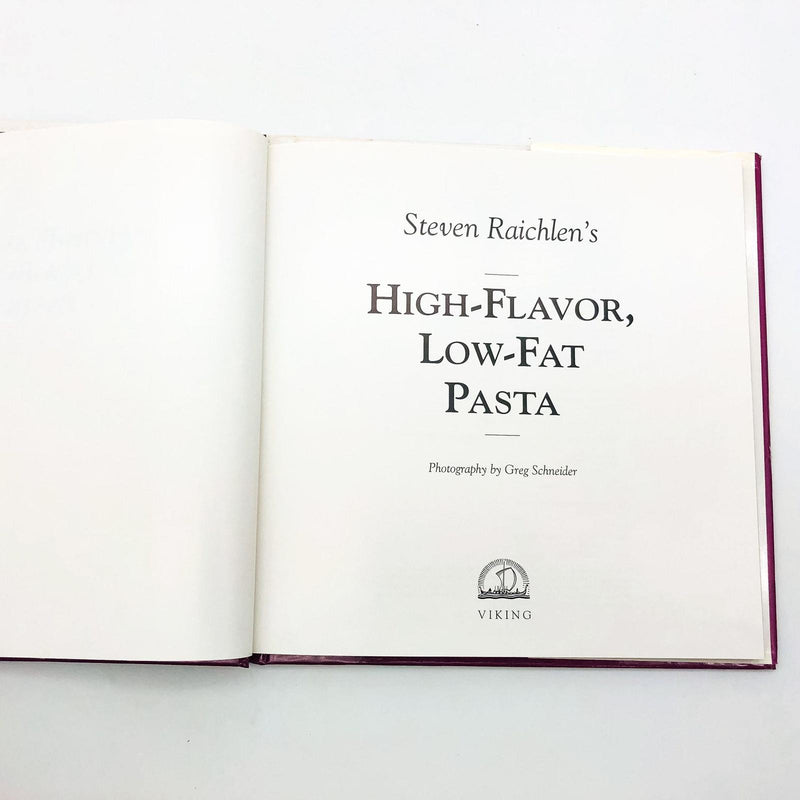 Steven Raichlen's
HIGH-FLAVOR,
LOW-FAT
PASTA
Photography by Greg Schneider
VIKING